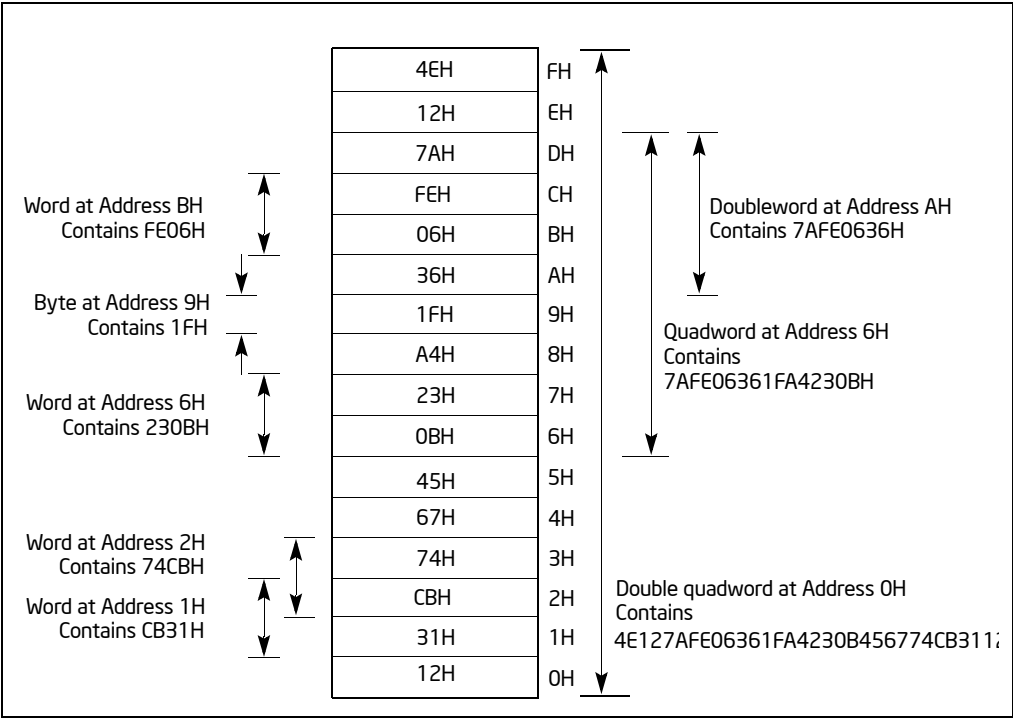 Word at Address BH
Contains FE06H
Byte at Address 9H
Contains 1FH
Word at Address 6H
Contains 230BH
Word at Address 2H
Contains 74CBH
Word at Address 1H
Contains CB31H
4EH FH
12H EH
7AH DH
FEH CH
06H BH
36H AH
1FH 9H
A4H 8H
23H 7H
0BH 6H
45H 5H
67H 4H
74H 3H
CBH 2H
31H 1H
12H 0H
Doubleword at Address AH
Contains 7AFE0636H
Quadword at Address 6H
Contains
7AFE06361FA4230BH
Double quadword at Address 0H
Contains
4E127AFE06361FA4230B456774CB3112